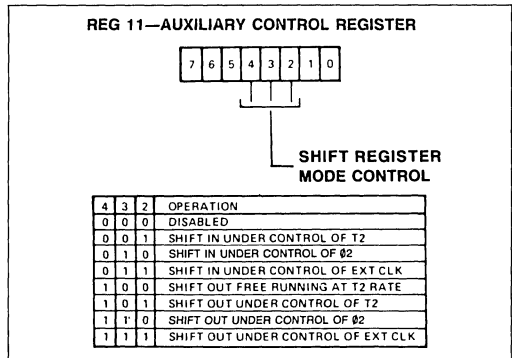 REG 11—AUXILIARY CONTROL REGISTER
7 6 5 4 3 2 1 0
SHIFT REGISTER
MODE CONTROL
4 3 2 OPERATION
0 0 0 DISABLED
0 0 1 SHIFT IN UNDER CONTROL OF T2
0 1 0 SHIFT IN UNDER CONTROL OF Ø2
0 1 1 SHIFT IN UNDER CONTROL OF EXT CLK
1 0 0 SHIFT OUT FREE RUNNING AT T2 RATE
1 0 1 SHIFT OUT UNDER CONTROL OF T2
1 1 0 SHIFT OUT UNDER CONTROL OF Ø2
1 1 1 SHIFT OUT UNDER CONTROL OF EXT CLK